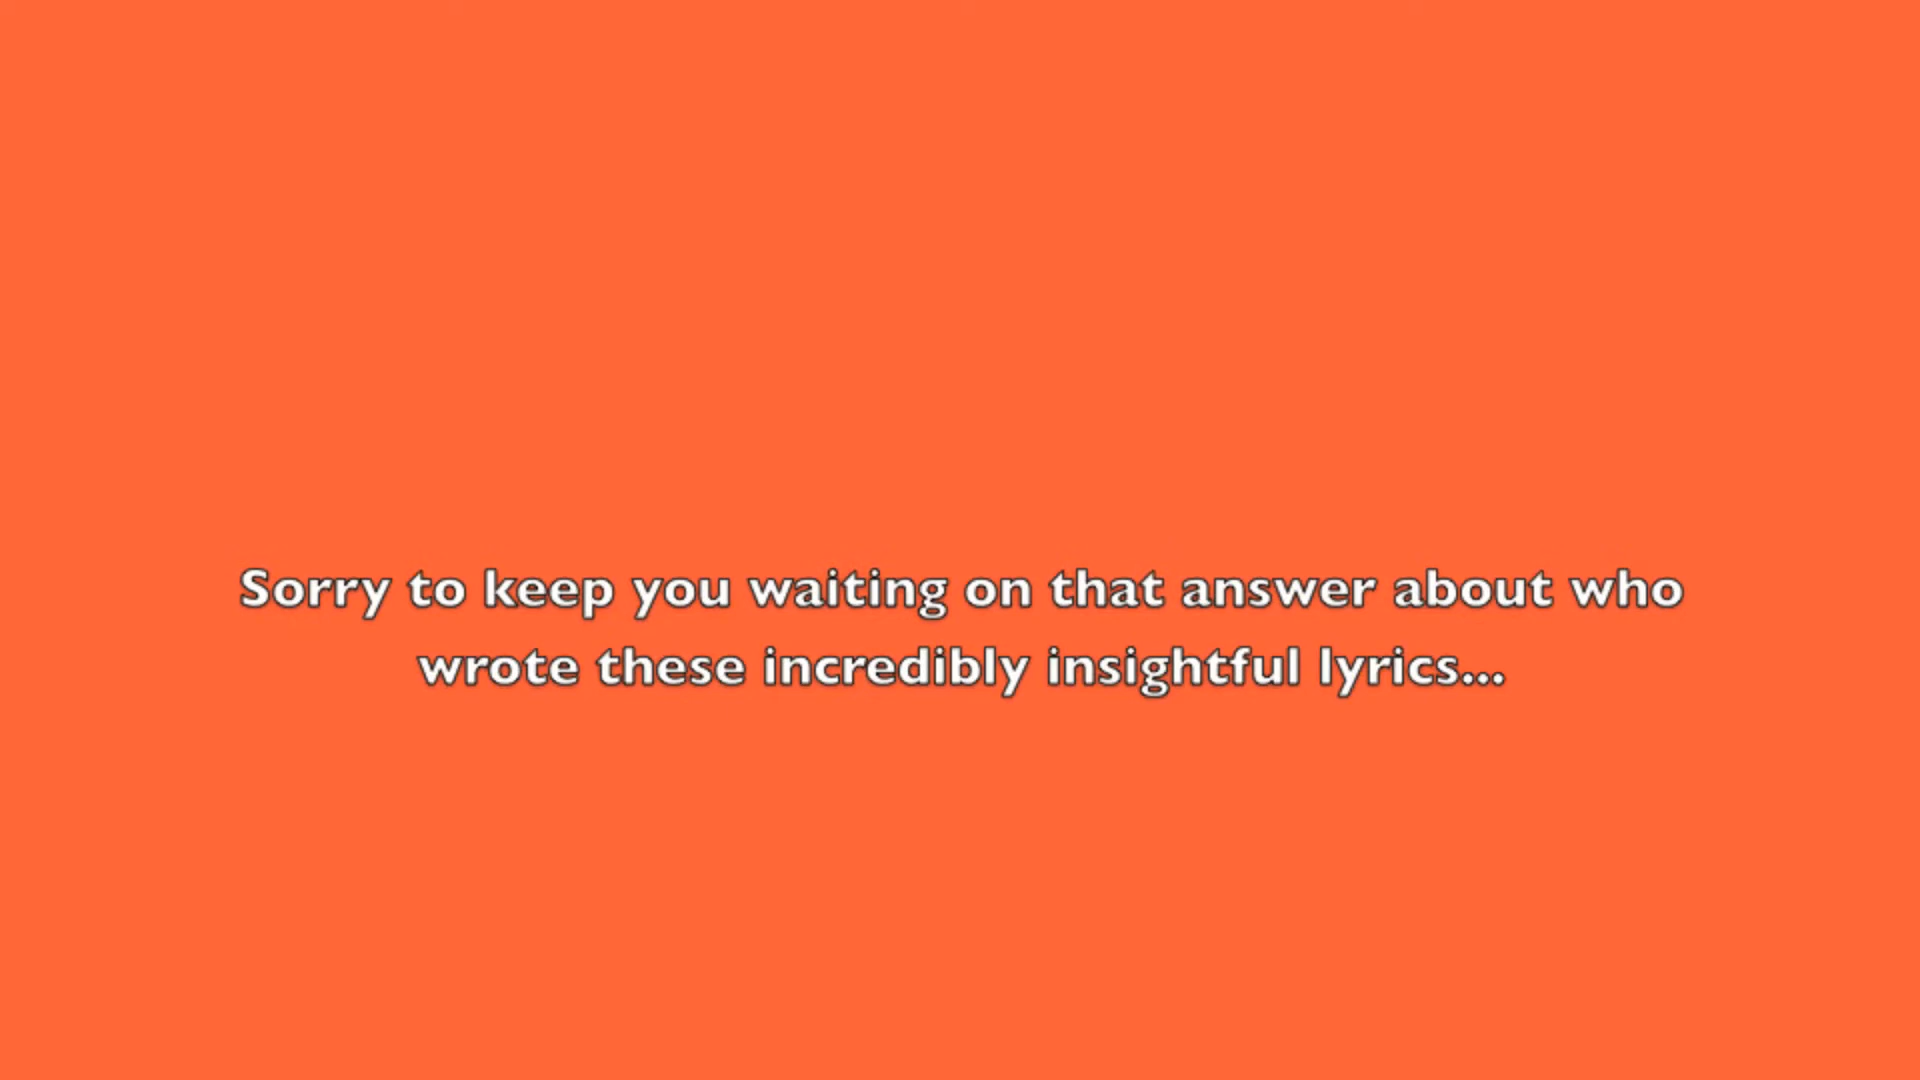 Sorry to keep you waiting on that answer about who
wrote these incredibly insightful lyrics...